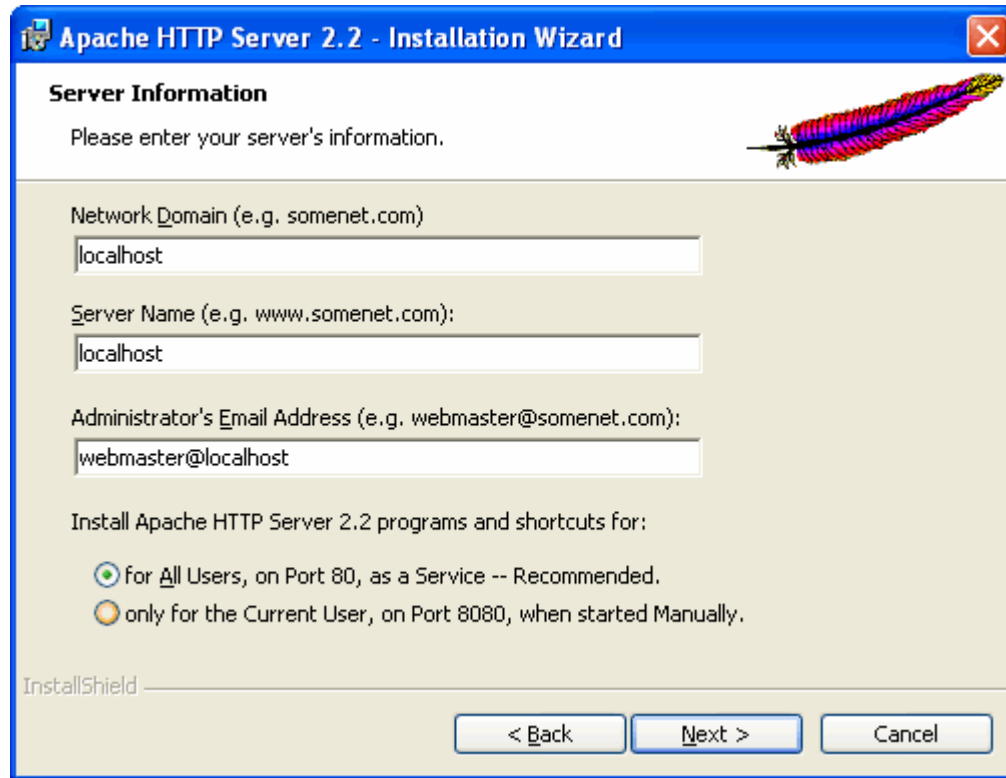 Apache HTTP Server 2.2 - Installation Wizard
Server Information
Please enter your server's information.
Network Domain (e.g. somenet.com)
localhost
Server Name (e.g. www.somenet.com):
localhost
Administrator's Email Address (e.g. webmaster@somenet.com):
webmaster@localhost
Install Apache HTTP Server 2.2 programs and shortcuts for:
for All Users, on Port 80, as a Service -- Recommended.
only for the Current User, on Port 8080, when started Manually.
InstallShield
< Back Next > Cancel